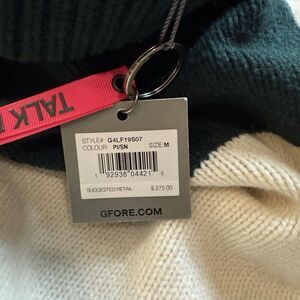 TALK
STYLE# G4LF19S07
COLOUR: PI/SN SIZE: M
1 92938 04421 5
SUGGESTED RETAIL $ 275.00
GFORE.COM